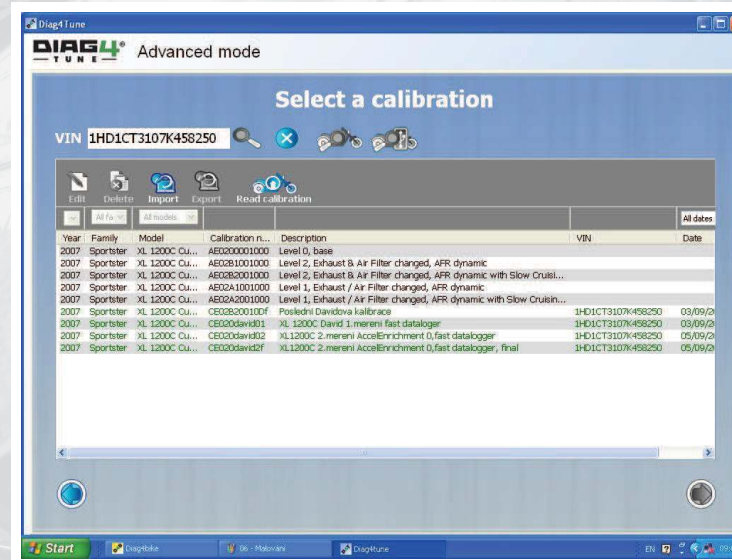 Diag4Tune
DIAG4®
TUNE
Advanced mode
Select a calibration
VIN 1HD1CT3107K458250
Edit Delete Import Export Read calibration
All fa All models All dates
Year Family Model Calibration n... Description VIN Date
2007 Sportster XL 1200C Cu... AE0200001000 Level 0, base
2007 Sportster XL 1200C Cu... AE02B1001000 Level 2, Exhaust & Air Filter changed, AFR dynamic
2007 Sportster XL 1200C Cu... AE02B2001000 Level 2, Exhaust & Air Filter changed, AFR dynamic with Slow Cruisi...
2007 Sportster XL 1200C Cu... AE02A1001000 Level 1, Exhaust / Air Filter changed, AFR dynamic
2007 Sportster XL 1200C Cu... AE02A2001000 Level 1, Exhaust / Air Filter changed, AFR dynamic with Slow Cruisin...
2007 Sportster XL 1200C Cu... CE02B20010Df Posledni Davidova kalibrace 1HD1CT3107K458250 03/09/2
2007 Sportster XL 1200C Cu... CE020david01 XL 1200C David 1.mereni fast dataloger 1HD1CT3107K458250 03/09/2
2007 Sportster XL 1200C Cu... CE020david02 XL1200C 2.mereni AccelEnrichment 0,fast datalogger 1HD1CT3107K458250 05/09/2
2007 Sportster XL 1200C Cu... CE020david2f XL1200C 2.mereni AccelEnrichment 0,fast datalogger, final 1HD1CT3107K458250 05/09/2
Start Diag4bike 06 - Malování Diag4tune EN 09